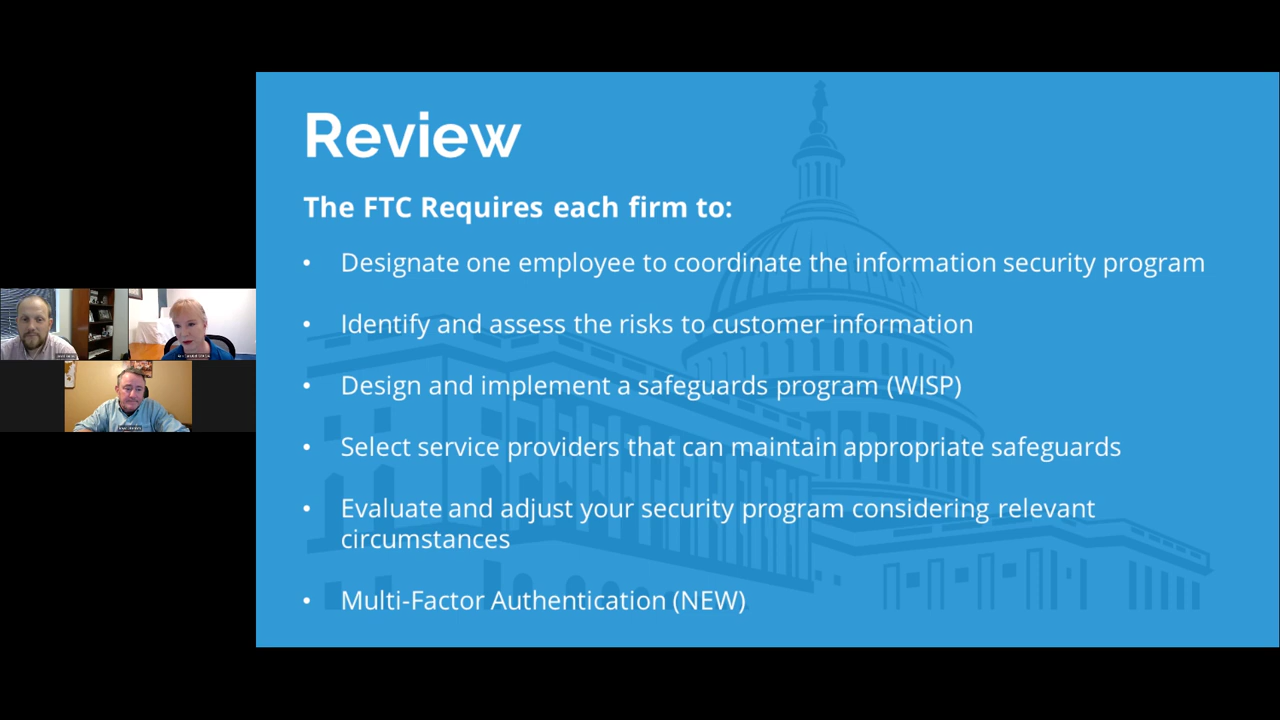 Review
The FTC Requires each firm to:
• Designate one employee to coordinate the information security program
• Identify and assess the risks to customer information
• Design and implement a safeguards program (WISP)
• Select service providers that can maintain appropriate safeguards
• Evaluate and adjust your security program considering relevant
circumstances
• Multi-Factor Authentication (NEW)